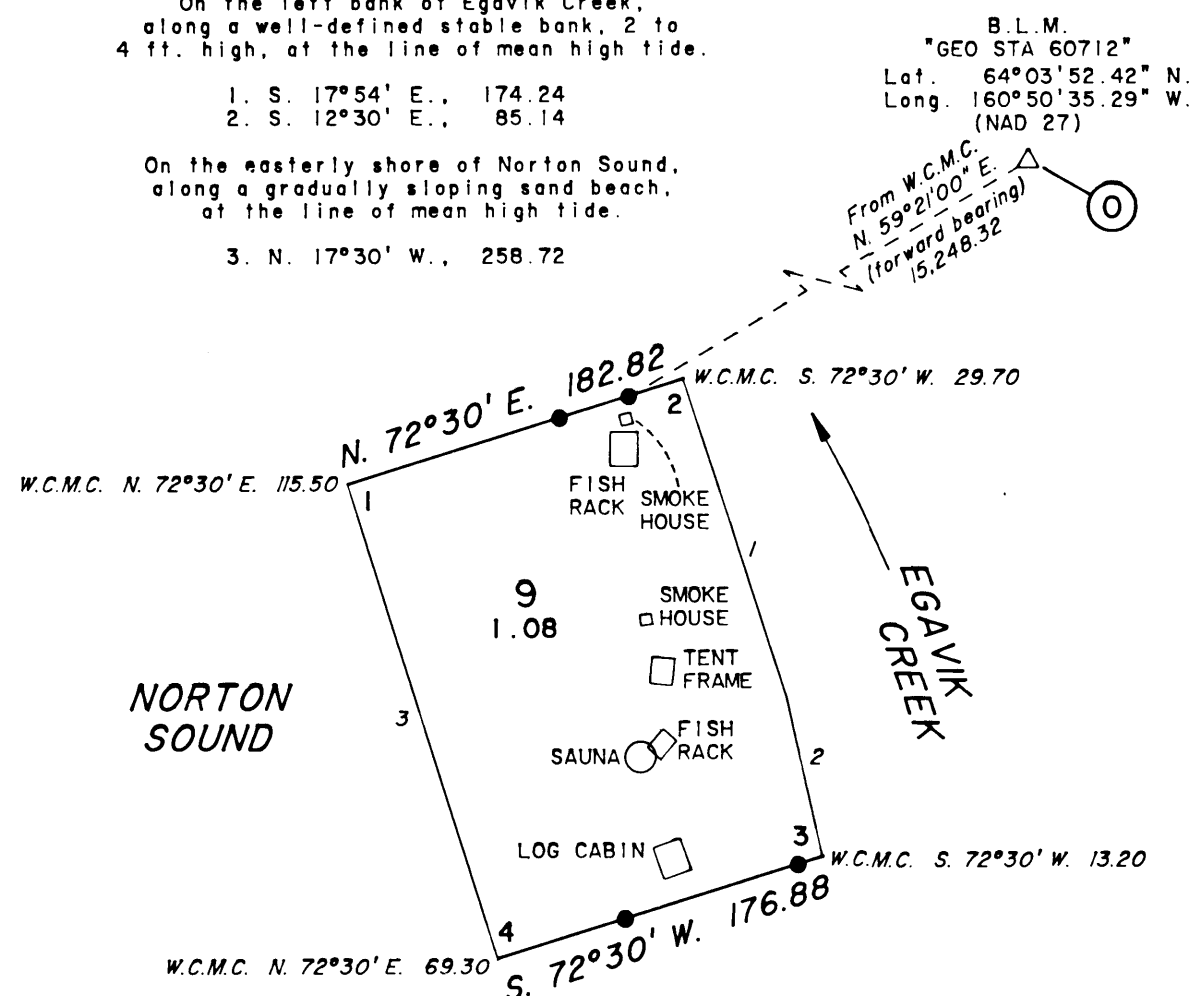 On the left bank of Egavik Creek,
along a well-defined stable bank, 2 to
4 ft. high, at the line of mean high tide.
1. S. 17°54' E., 174.24
2. S. 12°30' E., 85.14
On the easterly shore of Norton Sound,
along a gradually sloping sand beach,
at the line of mean high tide.
3. N. 17°30' W., 258.72
B.L.M.
"GEO STA 60712"
Lat. 64°03'52.42" N.
Long. 160°50'35.29" W.
(NAD 27)
From W.C.M.C.
N. 59°21'00" E.
(forward bearing)
15,248.32
O
N. 72°30' E. 182.82
W.C.M.C. S. 72°30' W. 29.70
2
W.C.M.C. N. 72°30' E. 115.50
1
FISH
RACK
SMOKE
HOUSE
1
9
1.08
SMOKE
HOUSE
TENT
FRAME
EGAVIK
CREEK
NORTON
SOUND
3
FISH
RACK
SAUNA
2
LOG CABIN
3
W.C.M.C. S. 72°30' W. 13.20
4
S. 72°30' W. 176.88
W.C.M.C. N. 72°30' E. 69.30